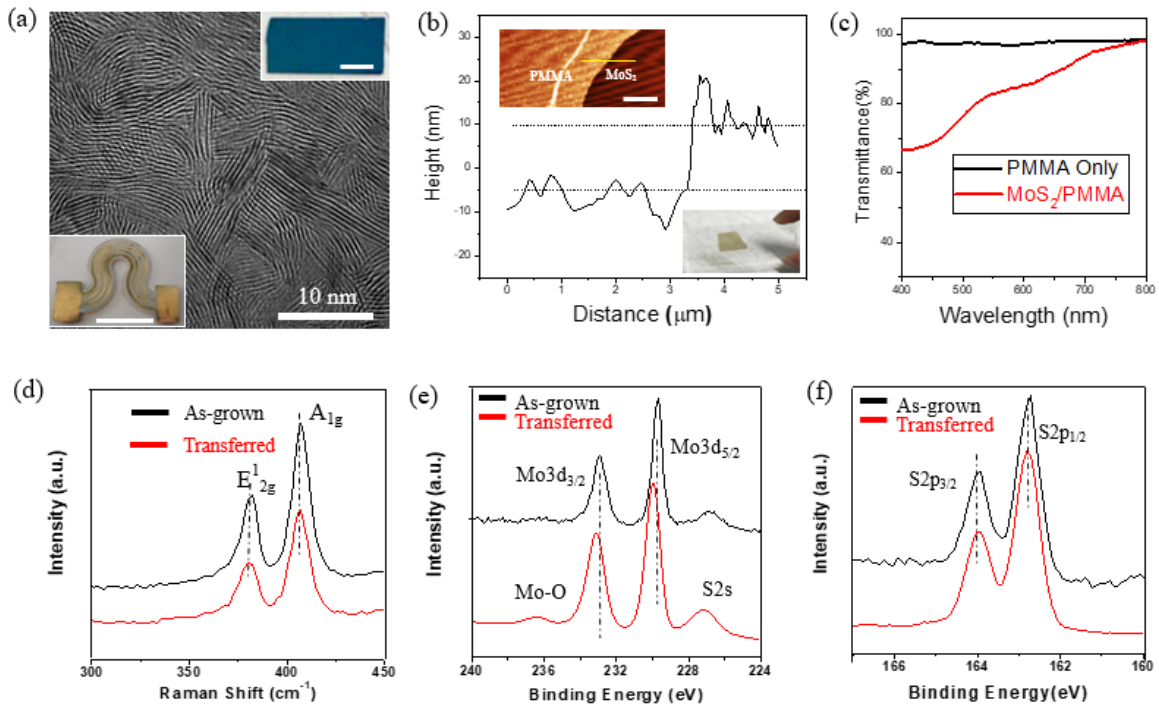 (a)
10 nm
(b)
Height (nm)
30
20
10
0
-10
-20
PMMA
MoS₂
0 1 2 3 4 5
Distance (μm)
(c)
Transmittance(%)
100
80
60
40
PMMA Only
MoS₂/PMMA
400 500 600 700 800
Wavelength (nm)
(d)
Intensity (a.u.)
As-grown
Transferred
A₁g
E¹₂g
300 350 400 450
Raman Shift (cm⁻¹)
(e)
Intensity (a.u.)
As-grown
Transferred
Mo3d₅/₂
Mo3d₃/₂
Mo-O
S2s
240 236 232 228 224
Binding Energy (eV)
(f)
Intensity (a.u.)
As-grown
Transferred
S2p₁/₂
S2p₃/₂
166 164 162 160
Binding Energy(eV)